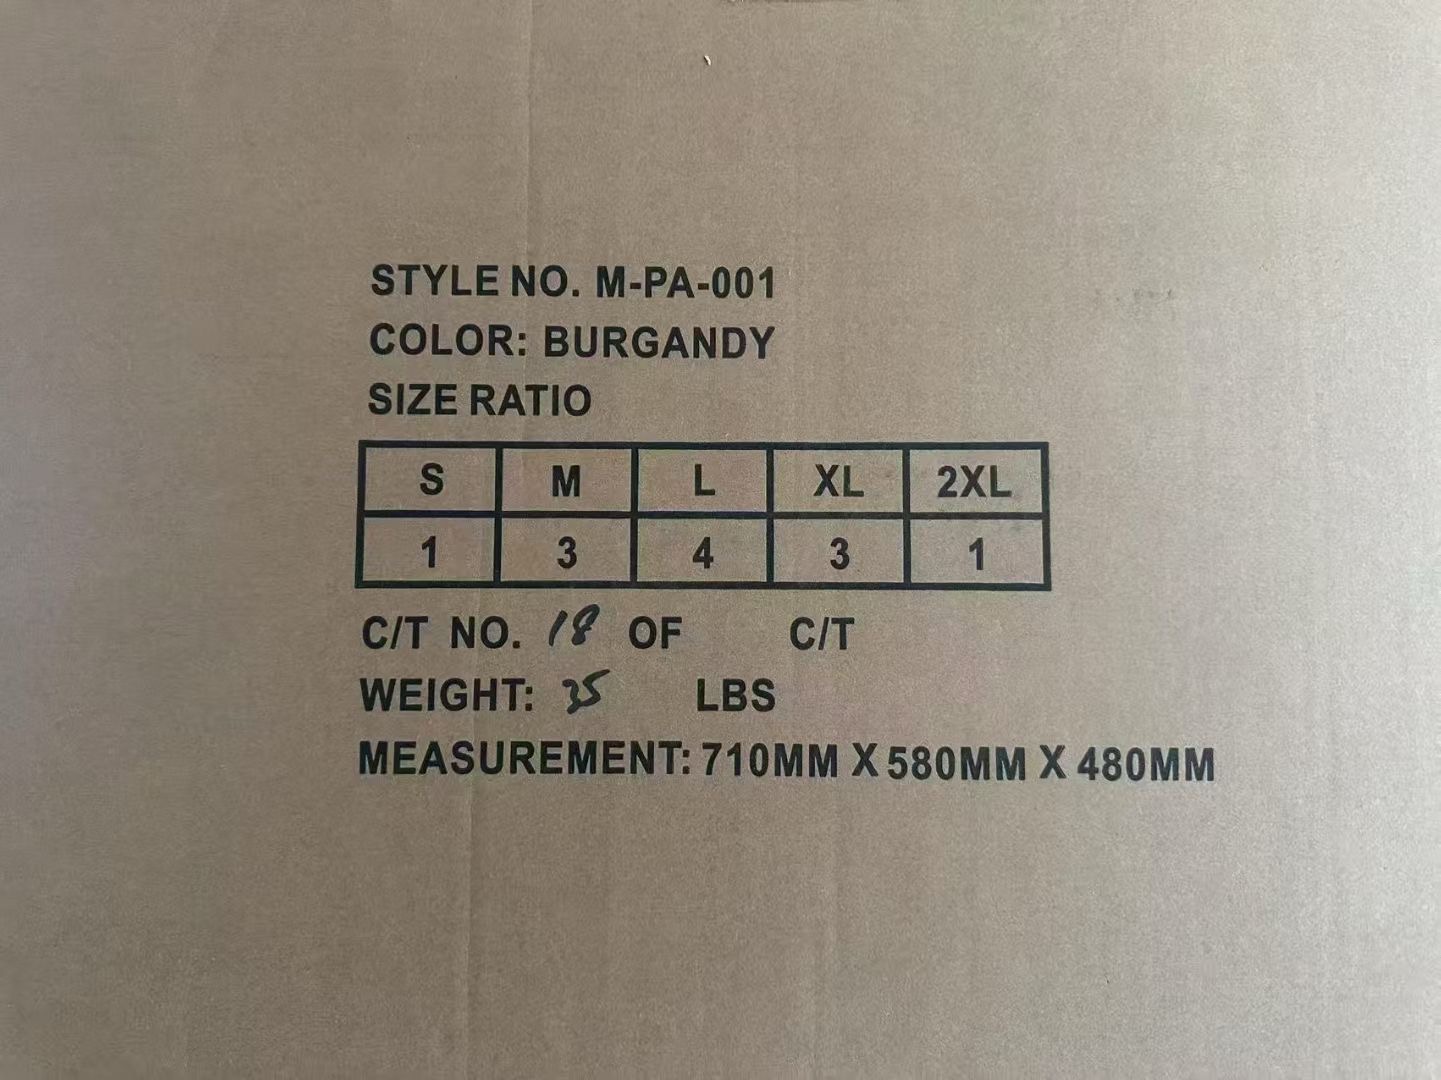 STYLE NO. M-PA-001
COLOR: BURGANDY
SIZE RATIO
S M L XL 2XL
1 3 4 3 1
C/T NO. 18 OF C/T
WEIGHT: 35 LBS
MEASUREMENT: 710MM X 580MM X 480MM